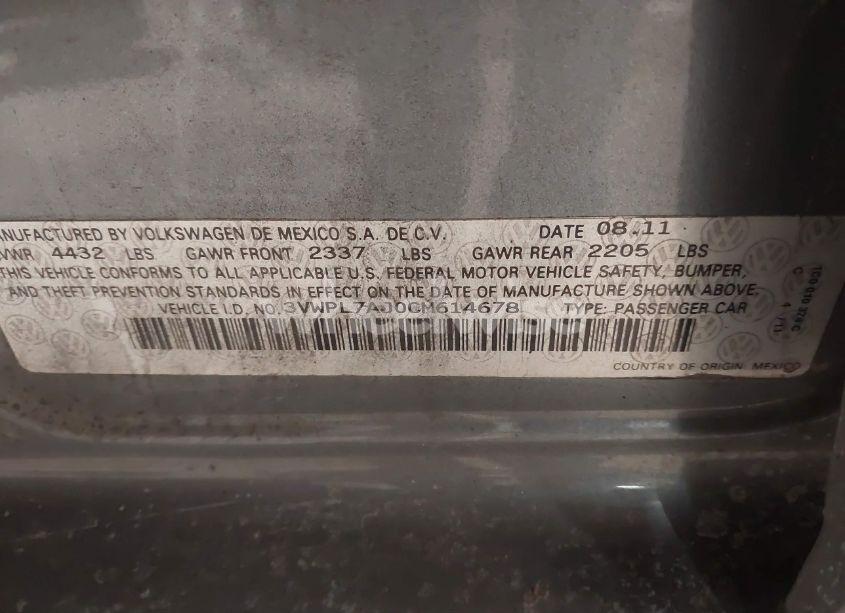 ANUFACTURED BY VOLKSWAGEN DE MEXICO S.A. DE C.V. DATE 08.11
VWR 4432 LBS GAWR FRONT 2337 LBS GAWR REAR 2205 LBS
THIS VEHICLE CONFORMS TO ALL APPLICABLE U.S. FEDERAL MOTOR VEHICLE SAFETY, BUMPER,
AND THEFT PREVENTION STANDARDS IN EFFECT ON THE DATE OF MANUFACTURE SHOWN ABOVE.
VEHICLE I.D. NO. 3VWPL7AJ0CM614678 TYPE: PASSENGER CAR
COUNTRY OF ORIGIN: MEXICO